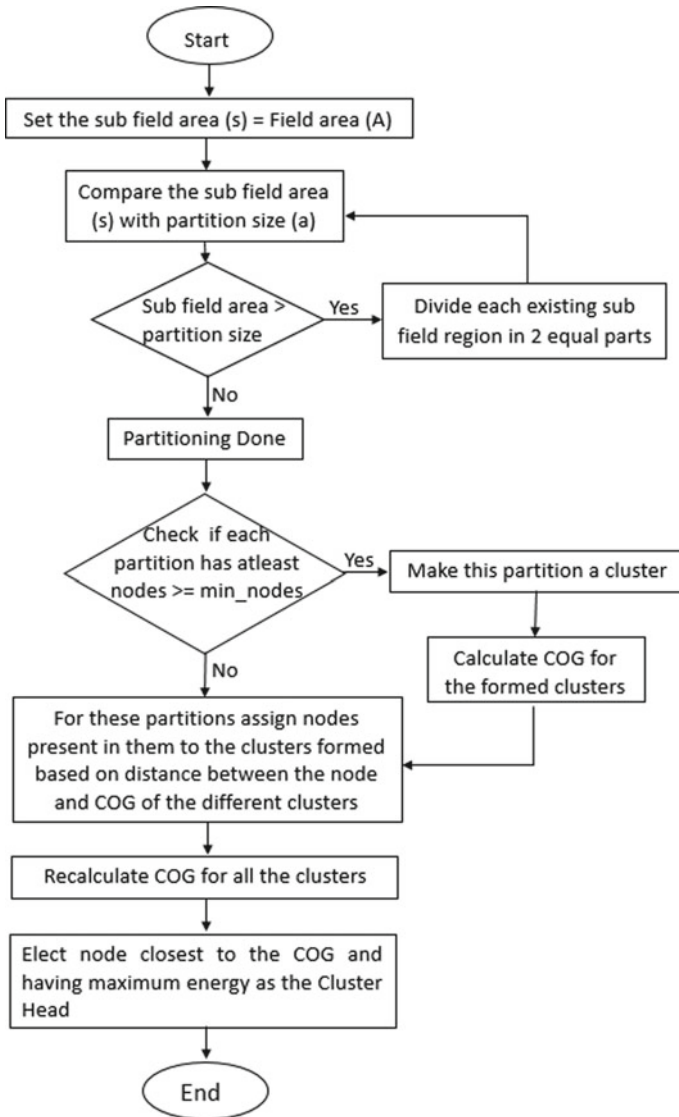 Start
Set the sub field area (s) = Field area (A)
Compare the sub field area
(s) with partition size (a)
Sub field area >
partition size
Yes
Divide each existing sub
field region in 2 equal parts
No
Partitioning Done
Check if each
partition has atleast
nodes >= min_nodes
Yes
Make this partition a cluster
Calculate COG for
the formed clusters
No
For these partitions assign nodes
present in them to the clusters formed
based on distance between the node
and COG of the different clusters
Recalculate COG for all the clusters
Elect node closest to the COG and
having maximum energy as the Cluster
Head
End